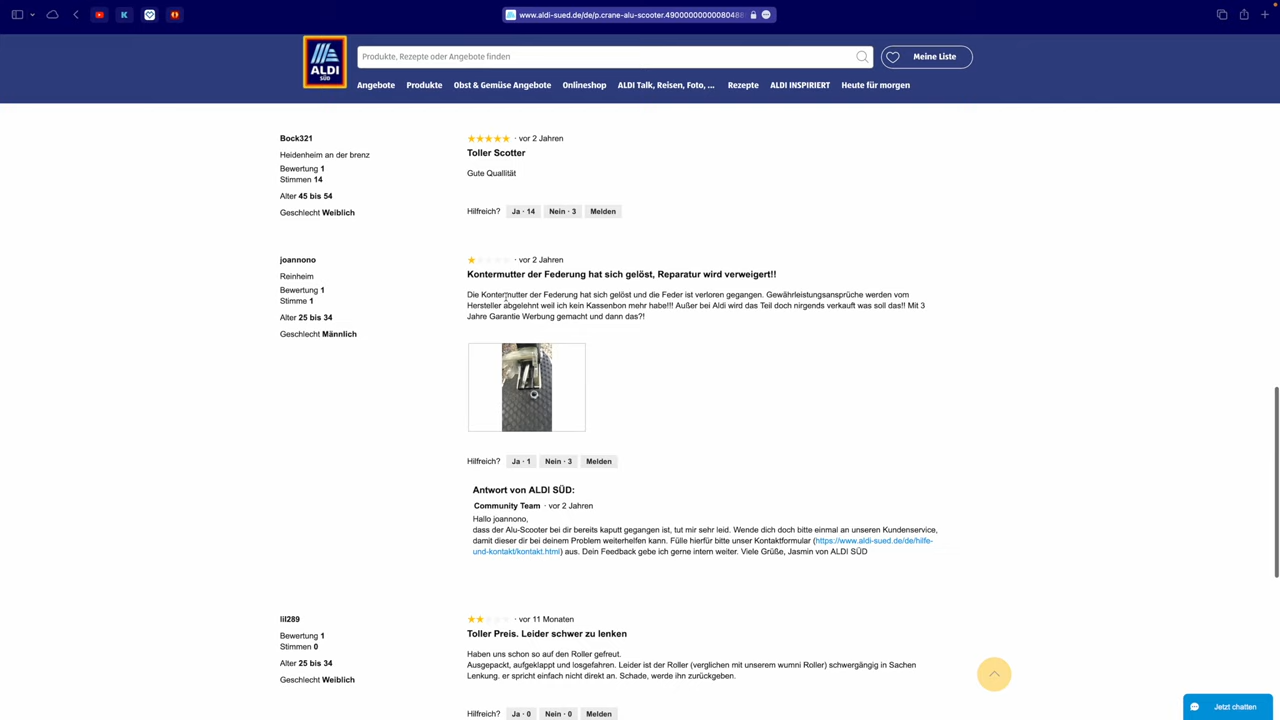 www.aldi-sued.de/de/p.crane-alu-scooter.4900000000008048
ALDI
SÜD
Produkte, Rezepte oder Angebote finden
Meine Liste
Angebote
Produkte
Obst & Gemüse Angebote
Onlineshop
ALDI Talk, Reisen, Foto, ...
Rezepte
ALDI INSPIRIERT
Heute für morgen
Bock321
Heidenheim an der brenz
Bewertung 1
Stimmen 14
Alter 45 bis 54
Geschlecht Weiblich
★★★★★ · vor 2 Jahren
Toller Scotter
Gute Quallität
Hilfreich? Ja · 14 Nein · 3 Melden
joannono
Reinheim
Bewertung 1
Stimme 1
Alter 25 bis 34
Geschlecht Männlich
★★★★★ · vor 2 Jahren
Kontermutter der Federung hat sich gelöst, Reparatur wird verweigert!!
Die Kontermutter der Federung hat sich gelöst und die Feder ist verloren gegangen. Gewährleistungsansprüche werden vom
Hersteller abgelehnt weil ich kein Kassenbon mehr habe!!! Außer bei Aldi wird das Teil doch nirgends verkauft was soll das!! Mit 3
Jahre Garantie Werbung gemacht und dann das?!
Hilfreich? Ja · 1 Nein · 3 Melden
Antwort von ALDI SÜD:
Community Team · vor 2 Jahren
Hallo joannono,
dass der Alu-Scooter bei dir bereits kaputt gegangen ist, tut mir sehr leid. Wende dich doch bitte einmal an unseren Kundenservice,
damit dieser dir bei deinem Problem weiterhelfen kann. Fülle hierfür bitte unser Kontaktformular (https://www.aldi-sued.de/de/hilfe-
und-kontakt/kontakt.html) aus. Dein Feedback gebe ich gerne intern weiter. Viele Grüße, Jasmin von ALDI SÜD
lil289
Bewertung 1
Stimmen 0
Alter 25 bis 34
Geschlecht Weiblich
★★★★★ · vor 11 Monaten
Toller Preis. Leider schwer zu lenken
Haben uns schon so auf den Roller gefreut.
Ausgepackt, aufgeklappt und losgefahren. Leider ist der Roller (verglichen mit unserem wumni Roller) schwergängig in Sachen
Lenkung. er spricht einfach nicht direkt an. Schade, werde ihn zurückgeben.
Hilfreich? Ja · 0 Nein · 0 Melden
Jetzt chatten